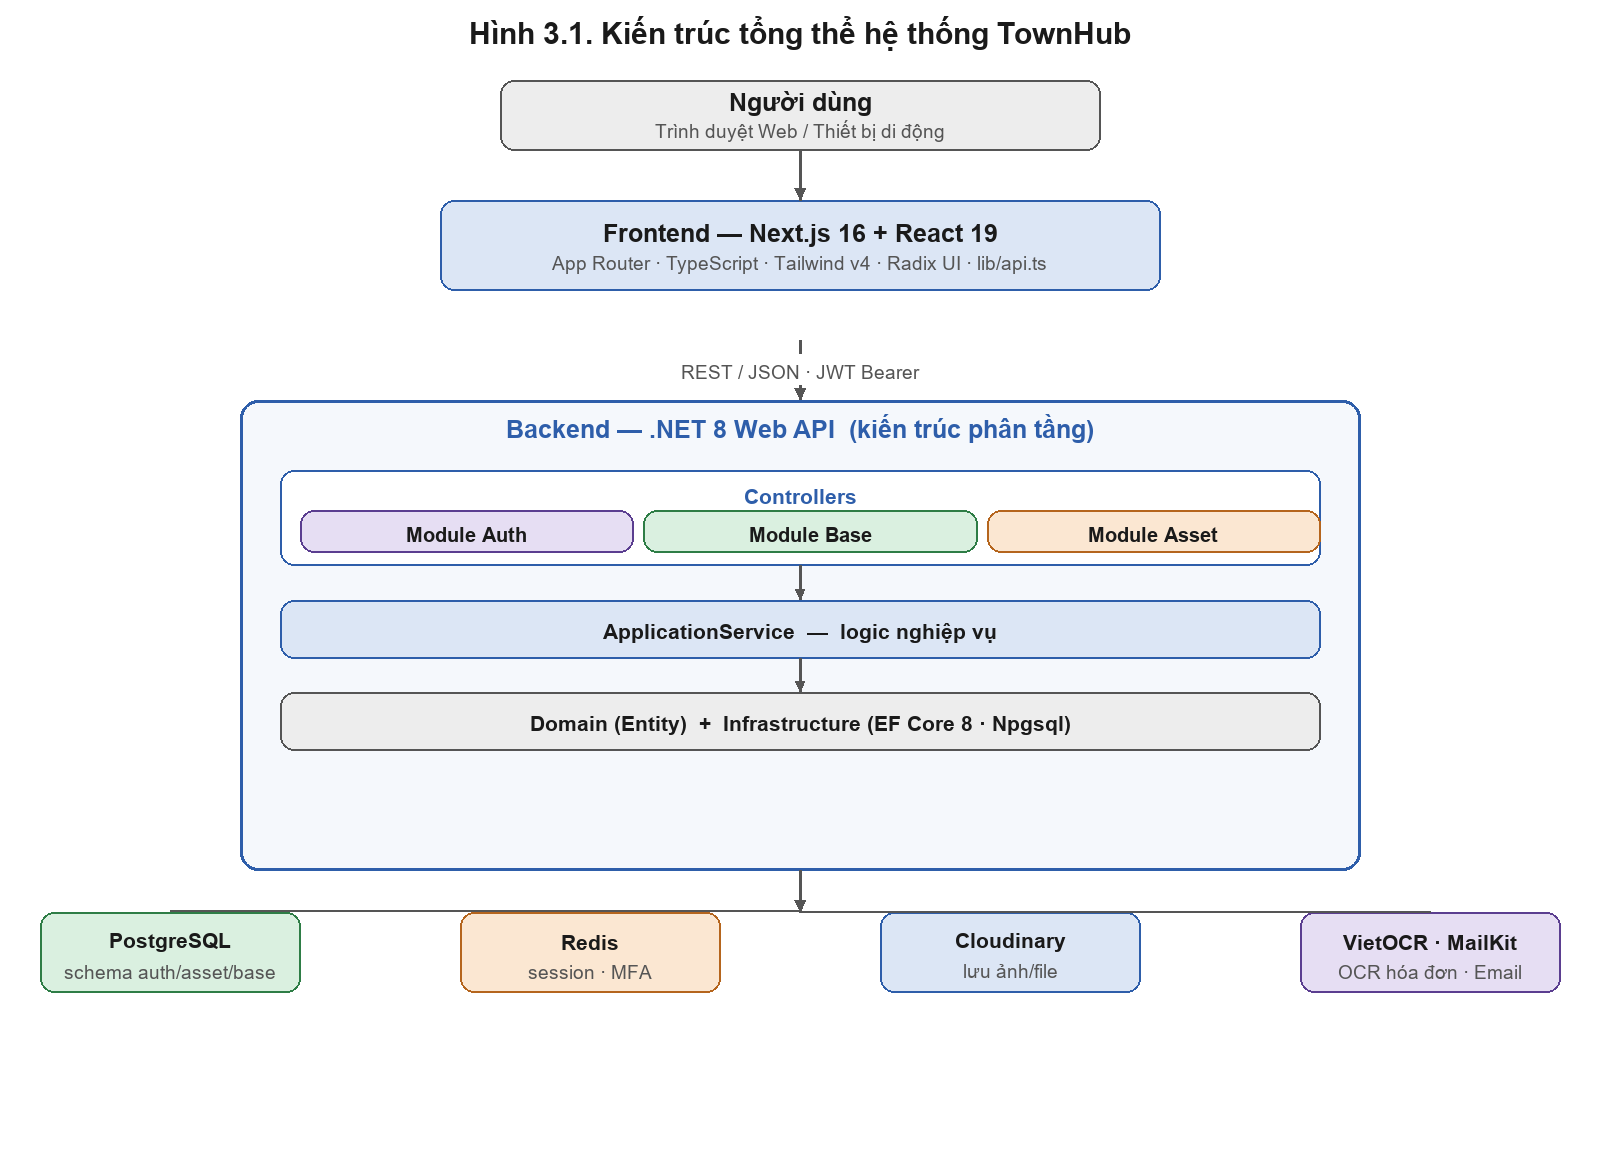 Hình 3.1. Kiến trúc tổng thể hệ thống TownHub
Người dùng
Trình duyệt Web / Thiết bị di động
Frontend — Next.js 16 + React 19
App Router · TypeScript · Tailwind v4 · Radix UI · lib/api.ts
REST / JSON · JWT Bearer
Backend — .NET 8 Web API (kiến trúc phân tầng)
Controllers
Module Auth
Module Base
Module Asset
ApplicationService — logic nghiệp vụ
Domain (Entity) + Infrastructure (EF Core 8 · Npgsql)
PostgreSQL
schema auth/asset/base
Redis
session · MFA
Cloudinary
lưu ảnh/file
VietOCR · MailKit
OCR hóa đơn · Email